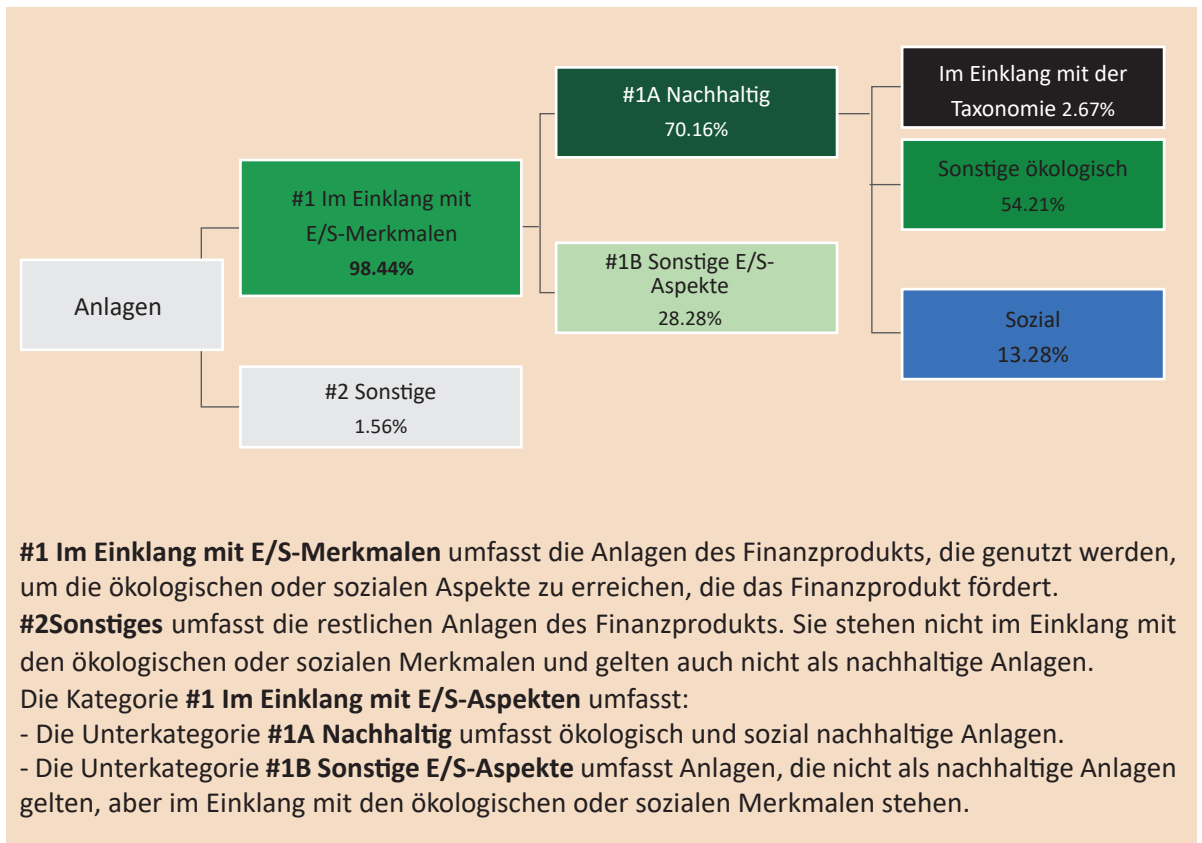 Anlagen
#1 Im Einklang mit
E/S-Merkmalen
98.44%
#2 Sonstige
1.56%
#1A Nachhaltig
70.16%
#1B Sonstige E/S-
Aspekte
28.28%
Im Einklang mit der
Taxonomie 2.67%
Sonstige ökologisch
54.21%
Sozial
13.28%
#1 Im Einklang mit E/S-Merkmalen umfasst die Anlagen des Finanzprodukts, die genutzt werden,
um die ökologischen oder sozialen Aspekte zu erreichen, die das Finanzprodukt fördert.
#2Sonstiges umfasst die restlichen Anlagen des Finanzprodukts. Sie stehen nicht im Einklang mit
den ökologischen oder sozialen Merkmalen und gelten auch nicht als nachhaltige Anlagen.
Die Kategorie #1 Im Einklang mit E/S-Aspekten umfasst:
- Die Unterkategorie #1A Nachhaltig umfasst ökologisch und sozial nachhaltige Anlagen.
- Die Unterkategorie #1B Sonstige E/S-Aspekte umfasst Anlagen, die nicht als nachhaltige Anlagen
gelten, aber im Einklang mit den ökologischen oder sozialen Merkmalen stehen.